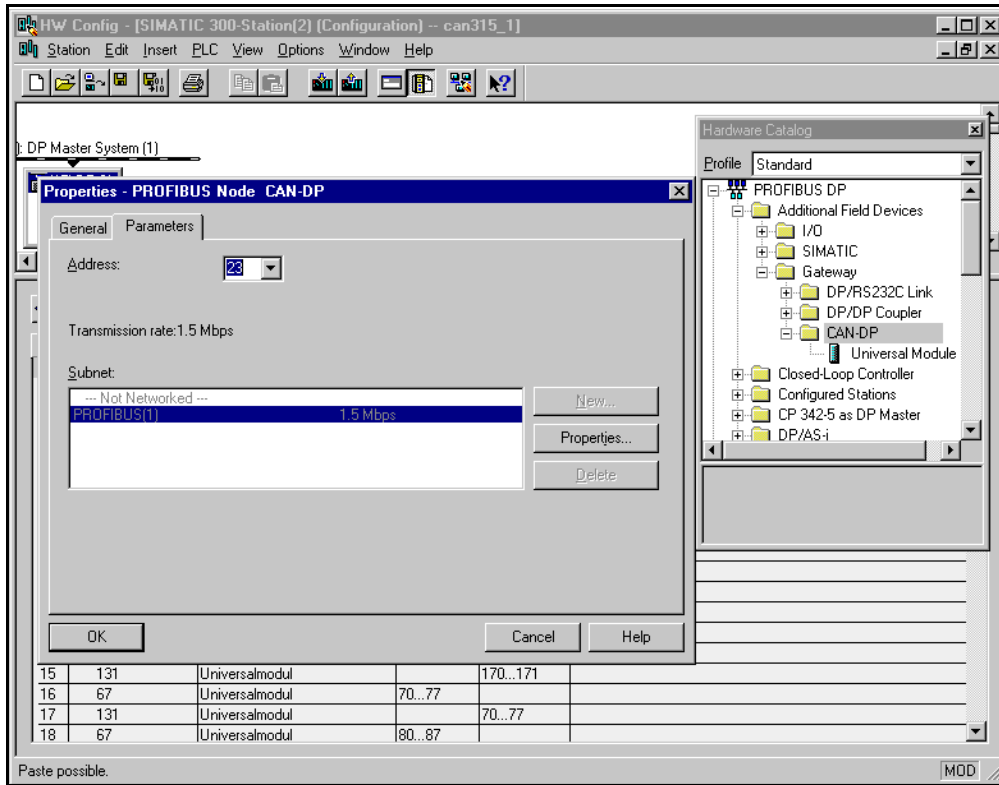 HW Config - [SIMATIC 300-Station(2) (Configuration) -- can315_1]
Station Edit Insert PLC View Options Window Help
): DP Master System (1)
Properties - PROFIBUS Node CAN-DP
General Parameters
Address: 23
Transmission rate:1.5 Mbps
Subnet:
--- Not Networked ---
PROFIBUS(1) 1.5 Mbps
New...
Properties...
Delete
OK Cancel Help
Hardware Catalog
Profile Standard
PROFIBUS DP
Additional Field Devices
I/O
SIMATIC
Gateway
DP/RS232C Link
DP/DP Coupler
CAN-DP
Universal Module
Closed-Loop Controller
Configured Stations
CP 342-5 as DP Master
DP/AS-i
15 131 Universalmodul 170...171
16 67 Universalmodul 70...77
17 131 Universalmodul 70...77
18 67 Universalmodul 80...87
Paste possible. MOD